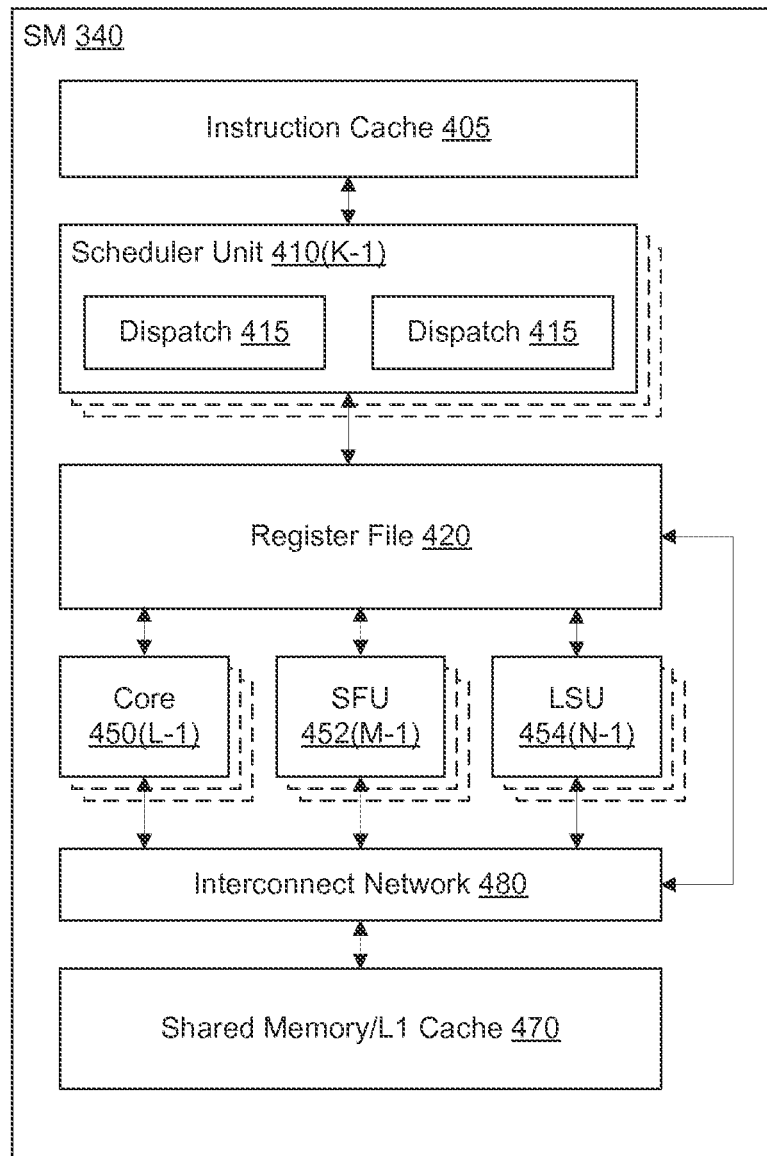 SM 340
Instruction Cache 405
Scheduler Unit 410(K-1)
Dispatch 415
Dispatch 415
Register File 420
Core
450(L-1)
SFU
452(M-1)
LSU
454(N-1)
Interconnect Network 480
Shared Memory/L1 Cache 470